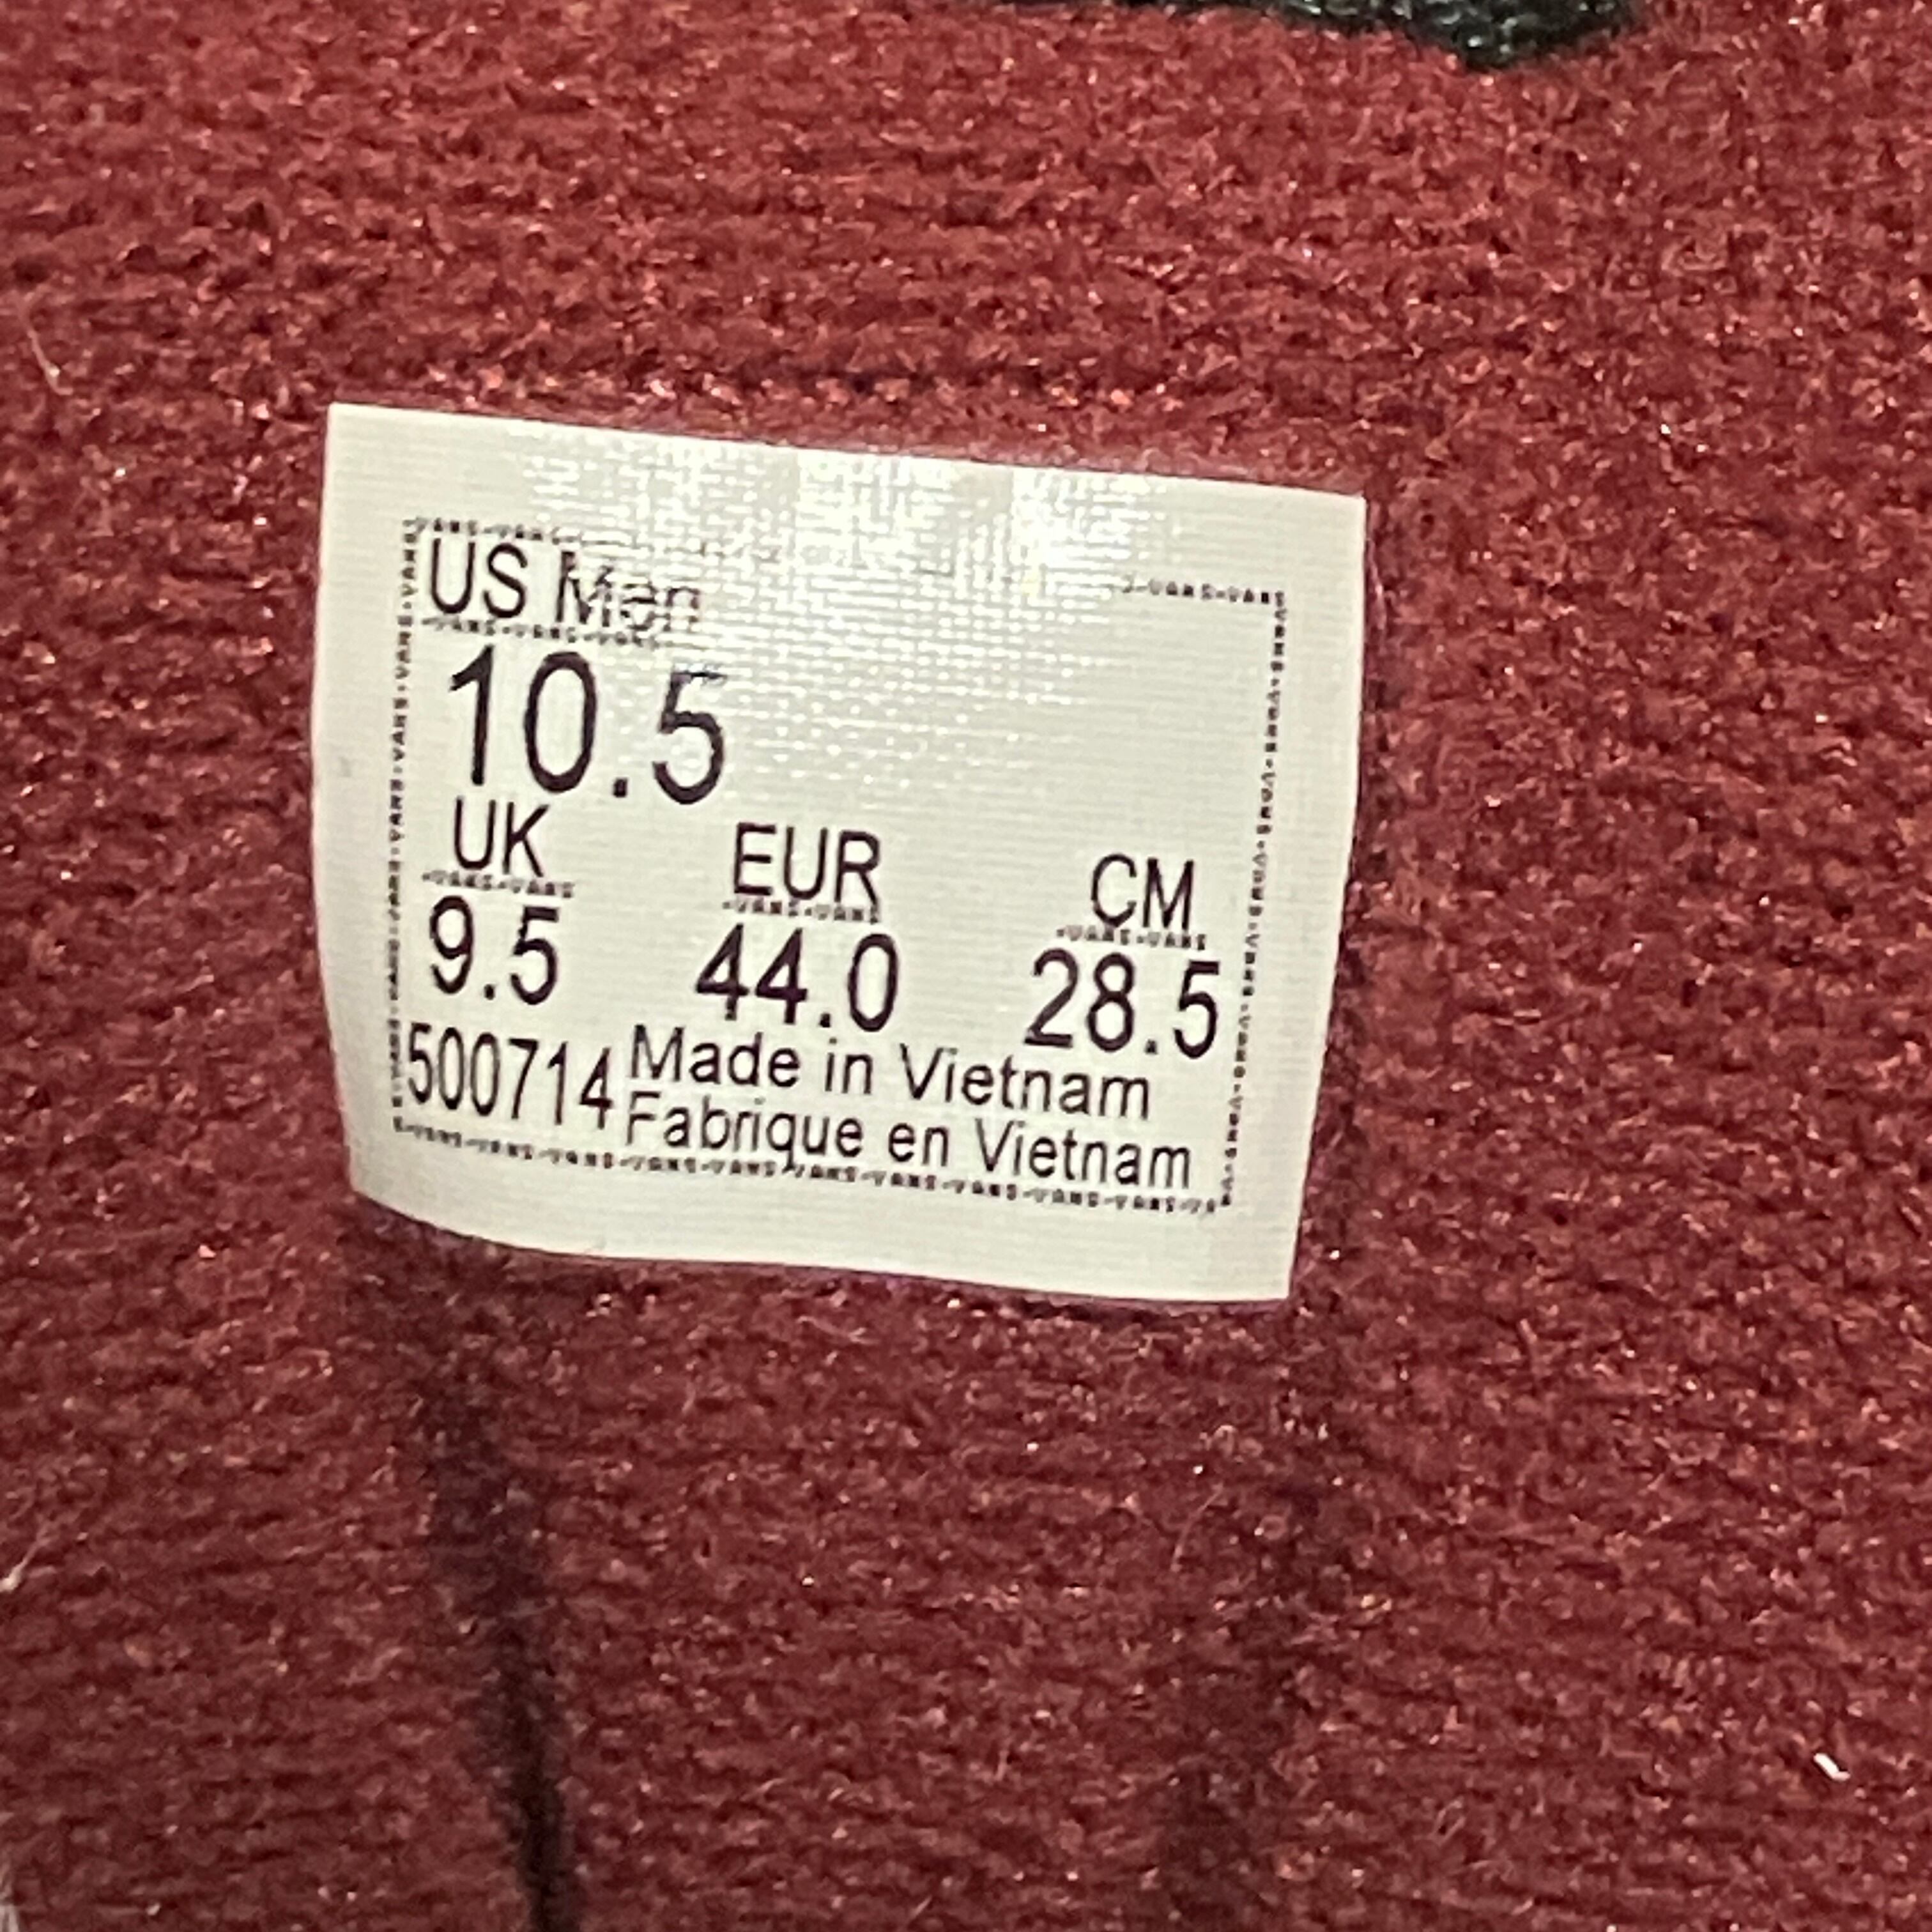 US Men
10.5
UK EUR CM
9.5 44.0 28.5
500714 Made in Vietnam
Fabrique en Vietnam